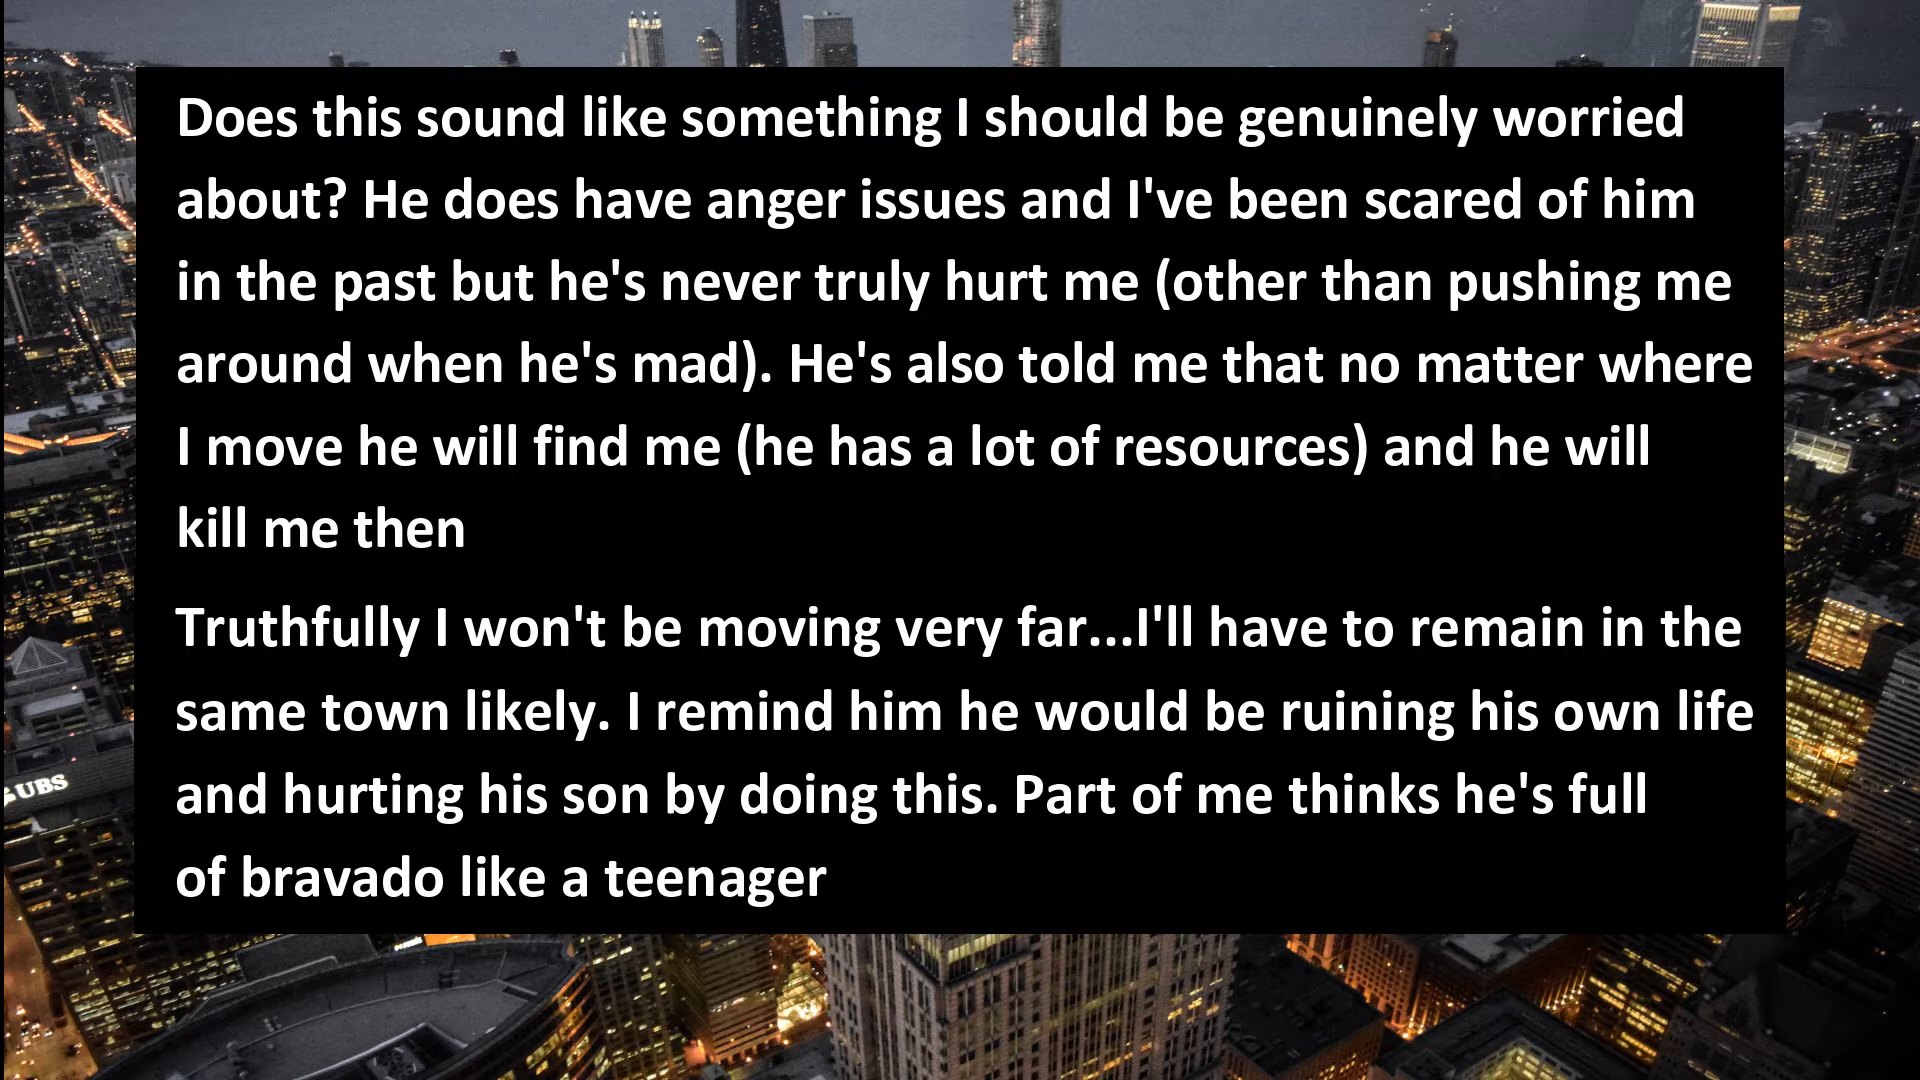 Does this sound like something I should be genuinely worried
about? He does have anger issues and I've been scared of him
in the past but he's never truly hurt me (other than pushing me
around when he's mad). He's also told me that no matter where
I move he will find me (he has a lot of resources) and he will
kill me then
Truthfully I won't be moving very far...I'll have to remain in the
same town likely. I remind him he would be ruining his own life
and hurting his son by doing this. Part of me thinks he's full
of bravado like a teenager
UBS